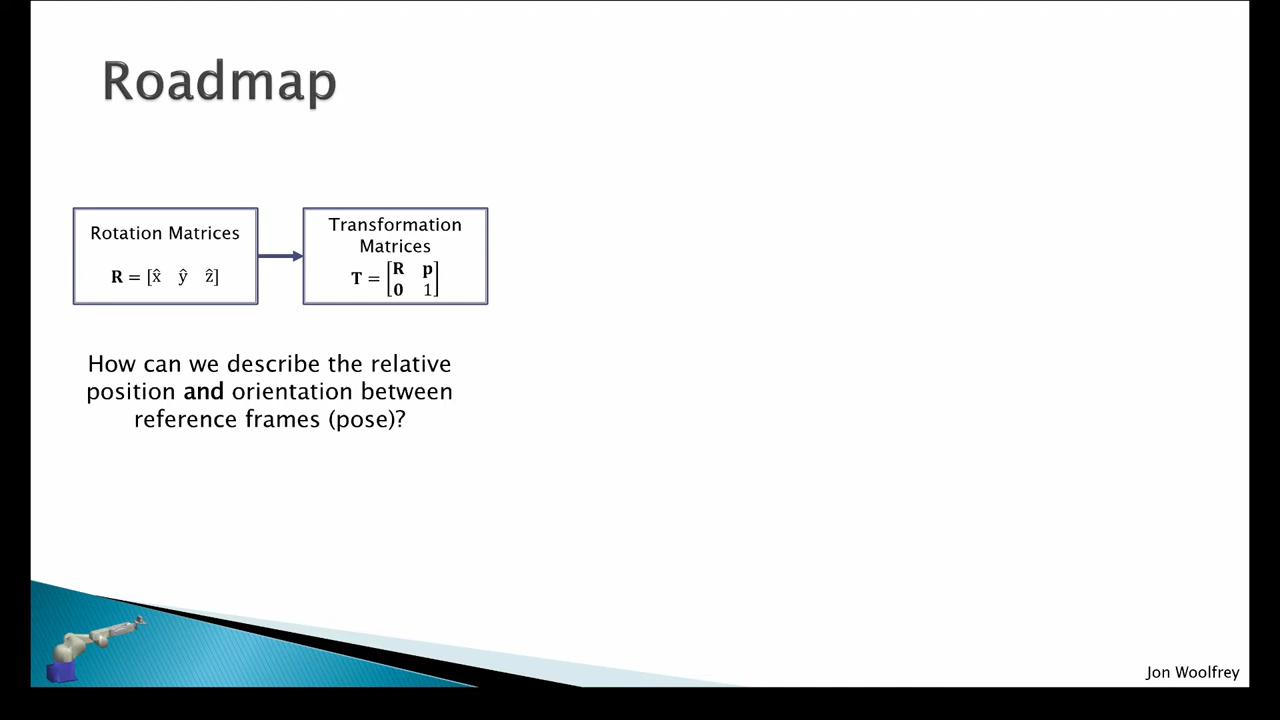 Roadmap
Rotation Matrices
R = [x̂ ŷ ẑ]
Transformation
Matrices
T = [R p
0 1]
How can we describe the relative
position and orientation between
reference frames (pose)?
Jon Woolfrey